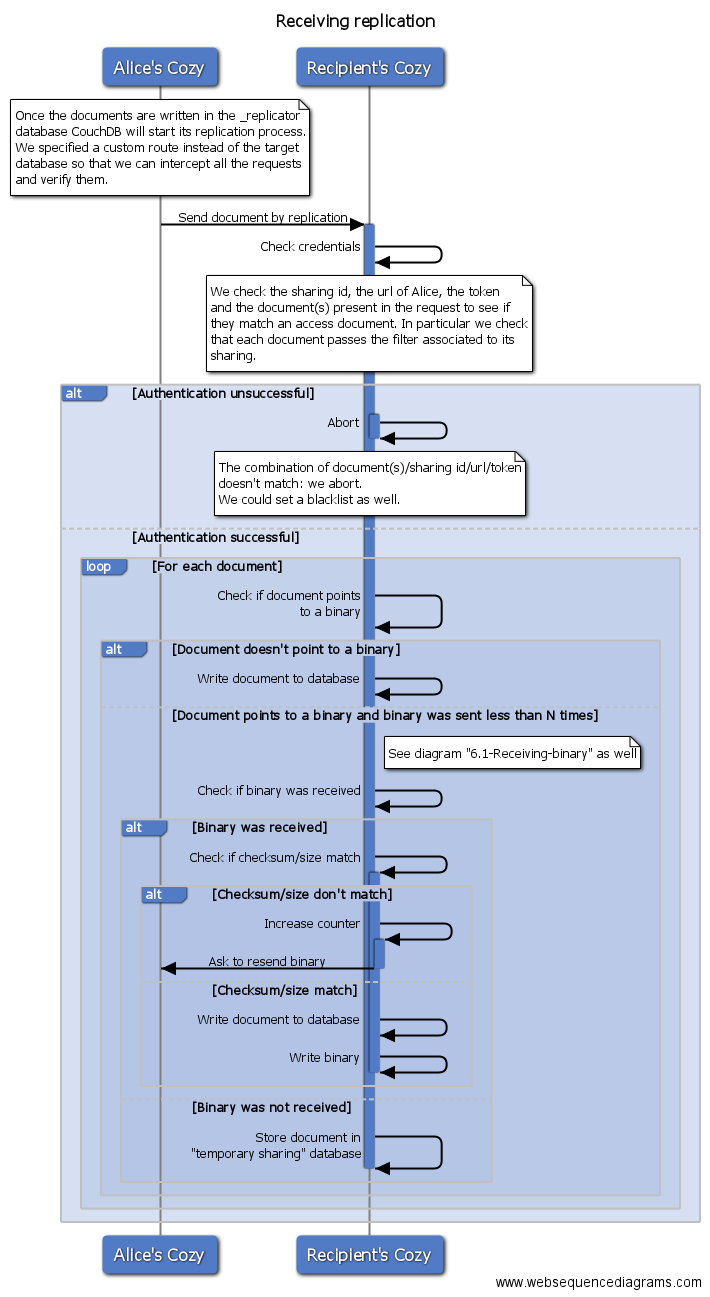 Receiving replication
Alice's Cozy
Recipient's Cozy
Once the documents are written in the _replicator
database CouchDB will start its replication process.
We specified a custom route instead of the target
database so that we can intercept all the requests
and verify them.
Send document by replication
Check credentials
We check the sharing id, the url of Alice, the token
and the document(s) present in the request to see if
they match an access document. In particular we check
that each document passes the filter associated to its
sharing.
alt
[Authentication unsuccessful]
Abort
The combination of document(s)/sharing id/url/token
doesn't match: we abort.
We could set a blacklist as well.
[Authentication successful]
loop
[For each document]
Check if document points
to a binary
alt
[Document doesn't point to a binary]
Write document to database
[Document points to a binary and binary was sent less than N times]
See diagram "6.1-Receiving-binary" as well
Check if binary was received
alt
[Binary was received]
Check if checksum/size match
alt
[Checksum/size don't match]
Increase counter
Ask to resend binary
[Checksum/size match]
Write document to database
Write binary
[Binary was not received]
Store document in
"temporary sharing" database
Alice's Cozy
Recipient's Cozy
www.websequencediagrams.com